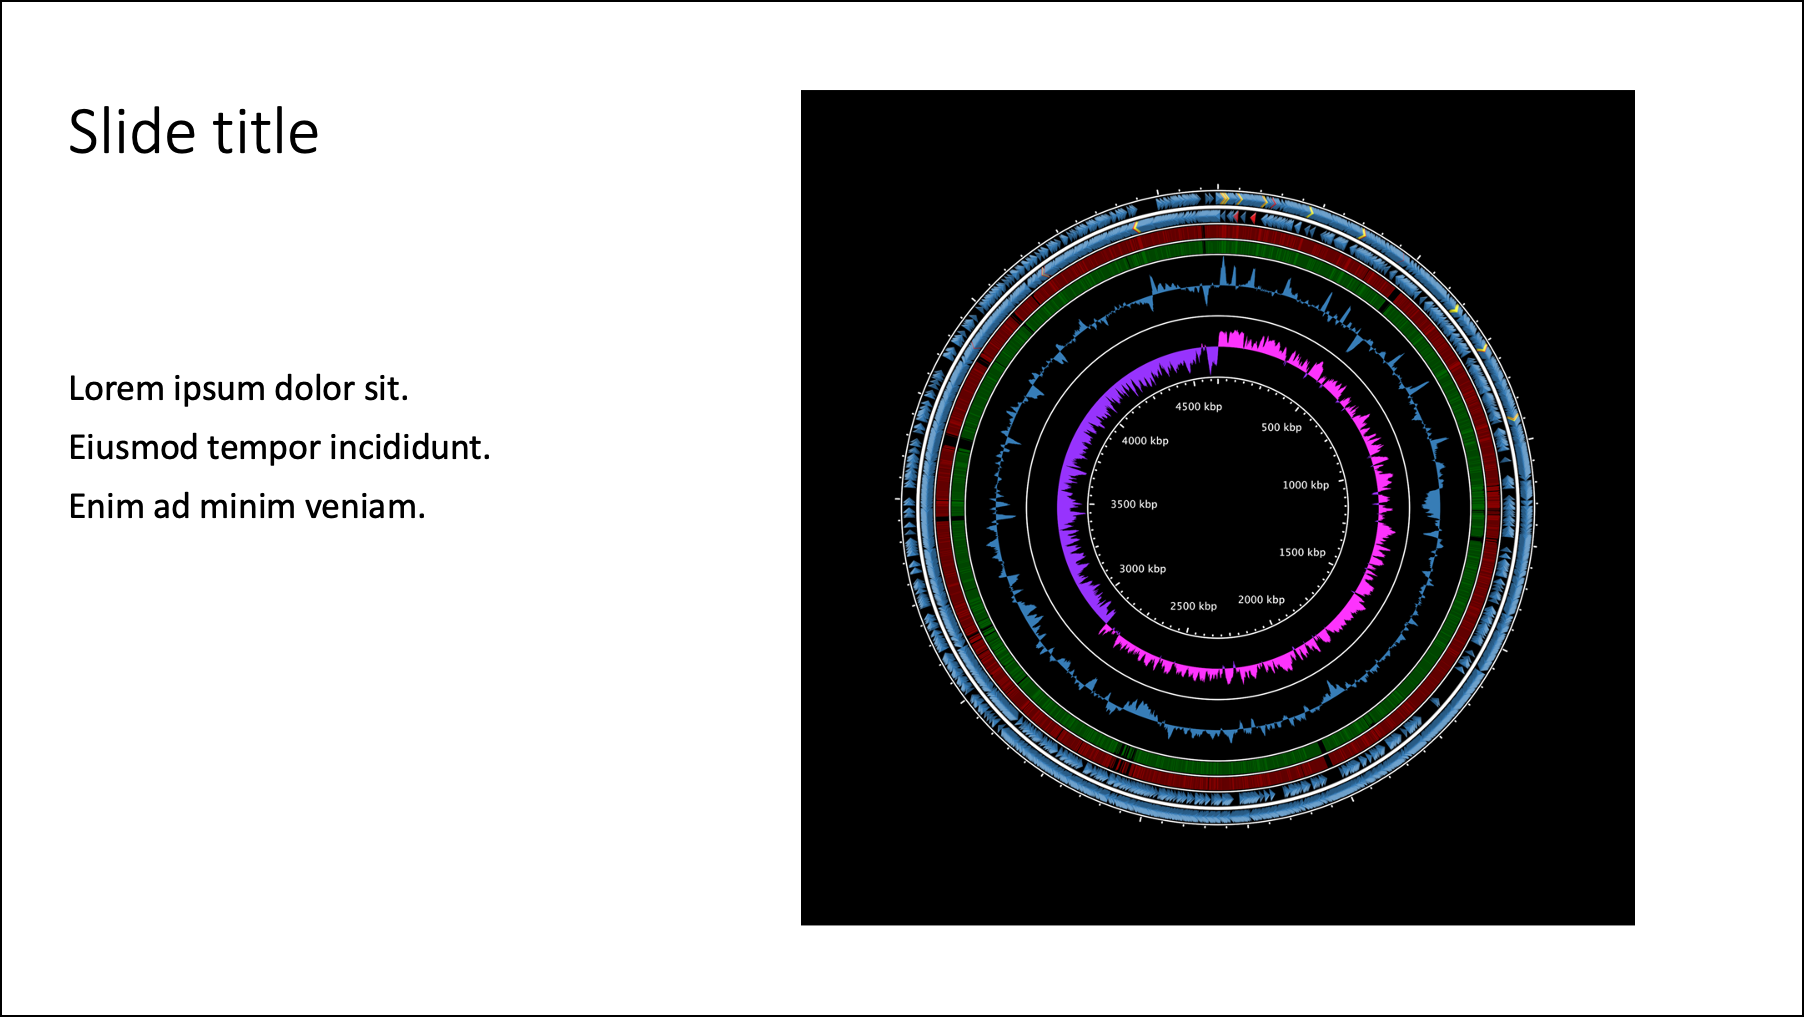 Slide title
Lorem ipsum dolor sit.
Eiusmod tempor incididunt.
Enim ad minim veniam.
4500 kbp
500 kbp
4000 kbp
1000 kbp
3500 kbp
1500 kbp
3000 kbp
2000 kbp
2500 kbp